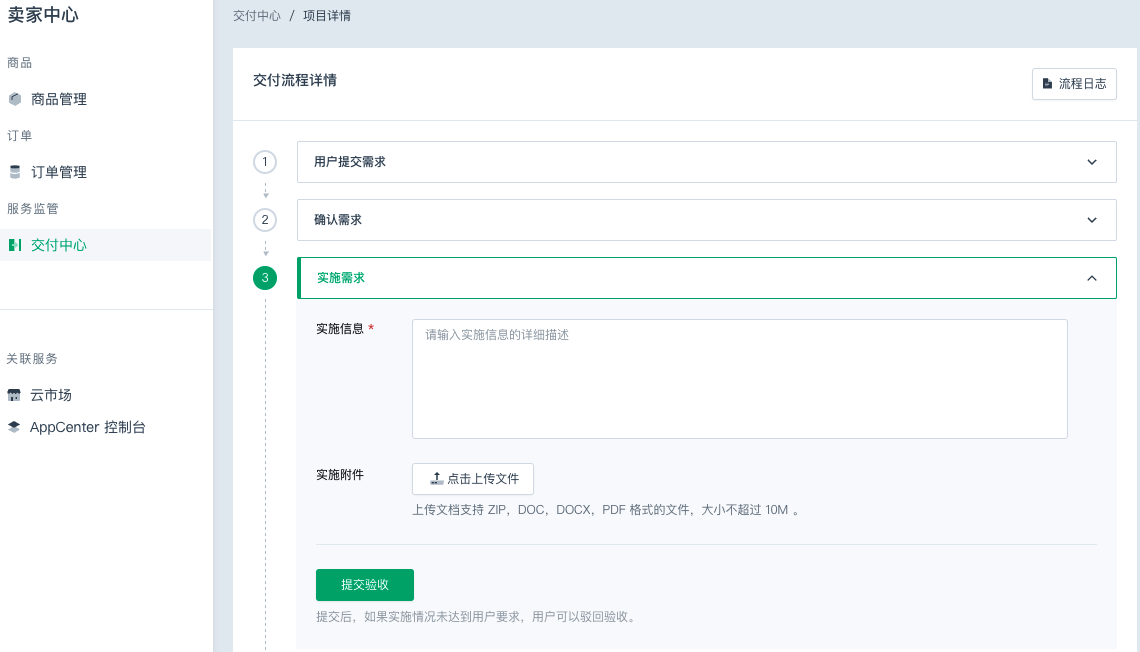 卖家中心
商品
商品管理
订单
订单管理
服务监管
交付中心
关联服务
云市场
AppCenter 控制台
交付中心 / 项目详情
交付流程详情
流程日志
1 用户提交需求
2 确认需求
3 实施需求
实施信息 *
请输入实施信息的详细描述
实施附件
点击上传文件
上传文档支持 ZIP，DOC，DOCX，PDF 格式的文件，大小不超过 10M 。
提交验收
提交后，如果实施情况未达到用户要求，用户可以驳回验收。